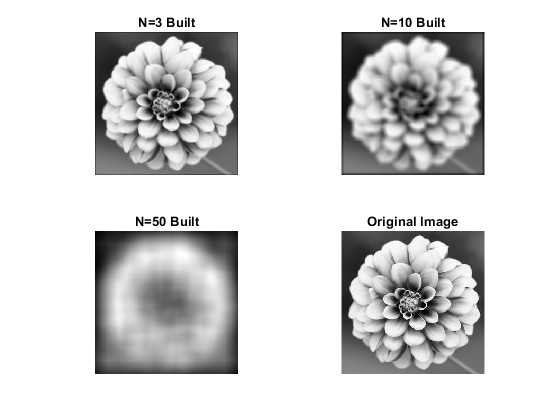 N=3 Built
N=10 Built
N=50 Built
Original Image